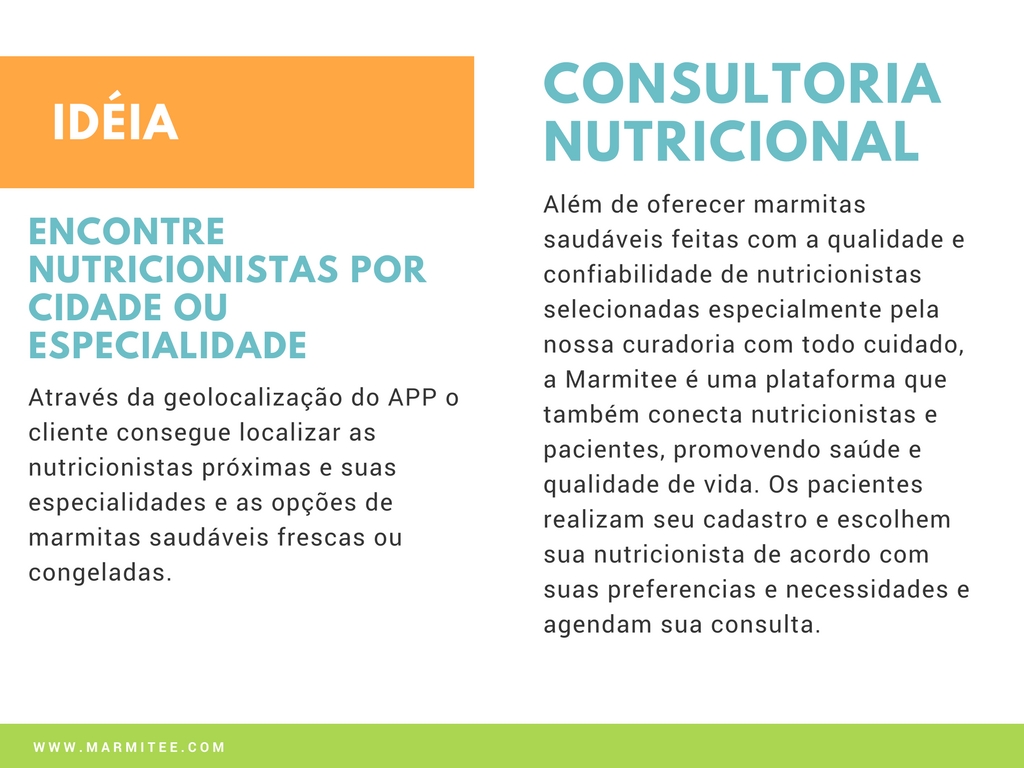 IDÉIA
ENCONTRE
NUTRICIONISTAS POR
CIDADE OU
ESPECIALIDADE
Através da geolocalização do APP o
cliente consegue localizar as
nutricionistas próximas e suas
especialidades e as opções de
marmitas saudáveis frescas ou
congeladas.
CONSULTORIA
NUTRICIONAL
Além de oferecer marmitas
saudáveis feitas com a qualidade e
confiabilidade de nutricionistas
selecionadas especialmente pela
nossa curadoria com todo cuidado,
a Marmitee é uma plataforma que
também conecta nutricionistas e
pacientes, promovendo saúde e
qualidade de vida. Os pacientes
realizam seu cadastro e escolhem
sua nutricionista de acordo com
suas preferencias e necessidades e
agendam sua consulta.
WWW.MARMITEE.COM